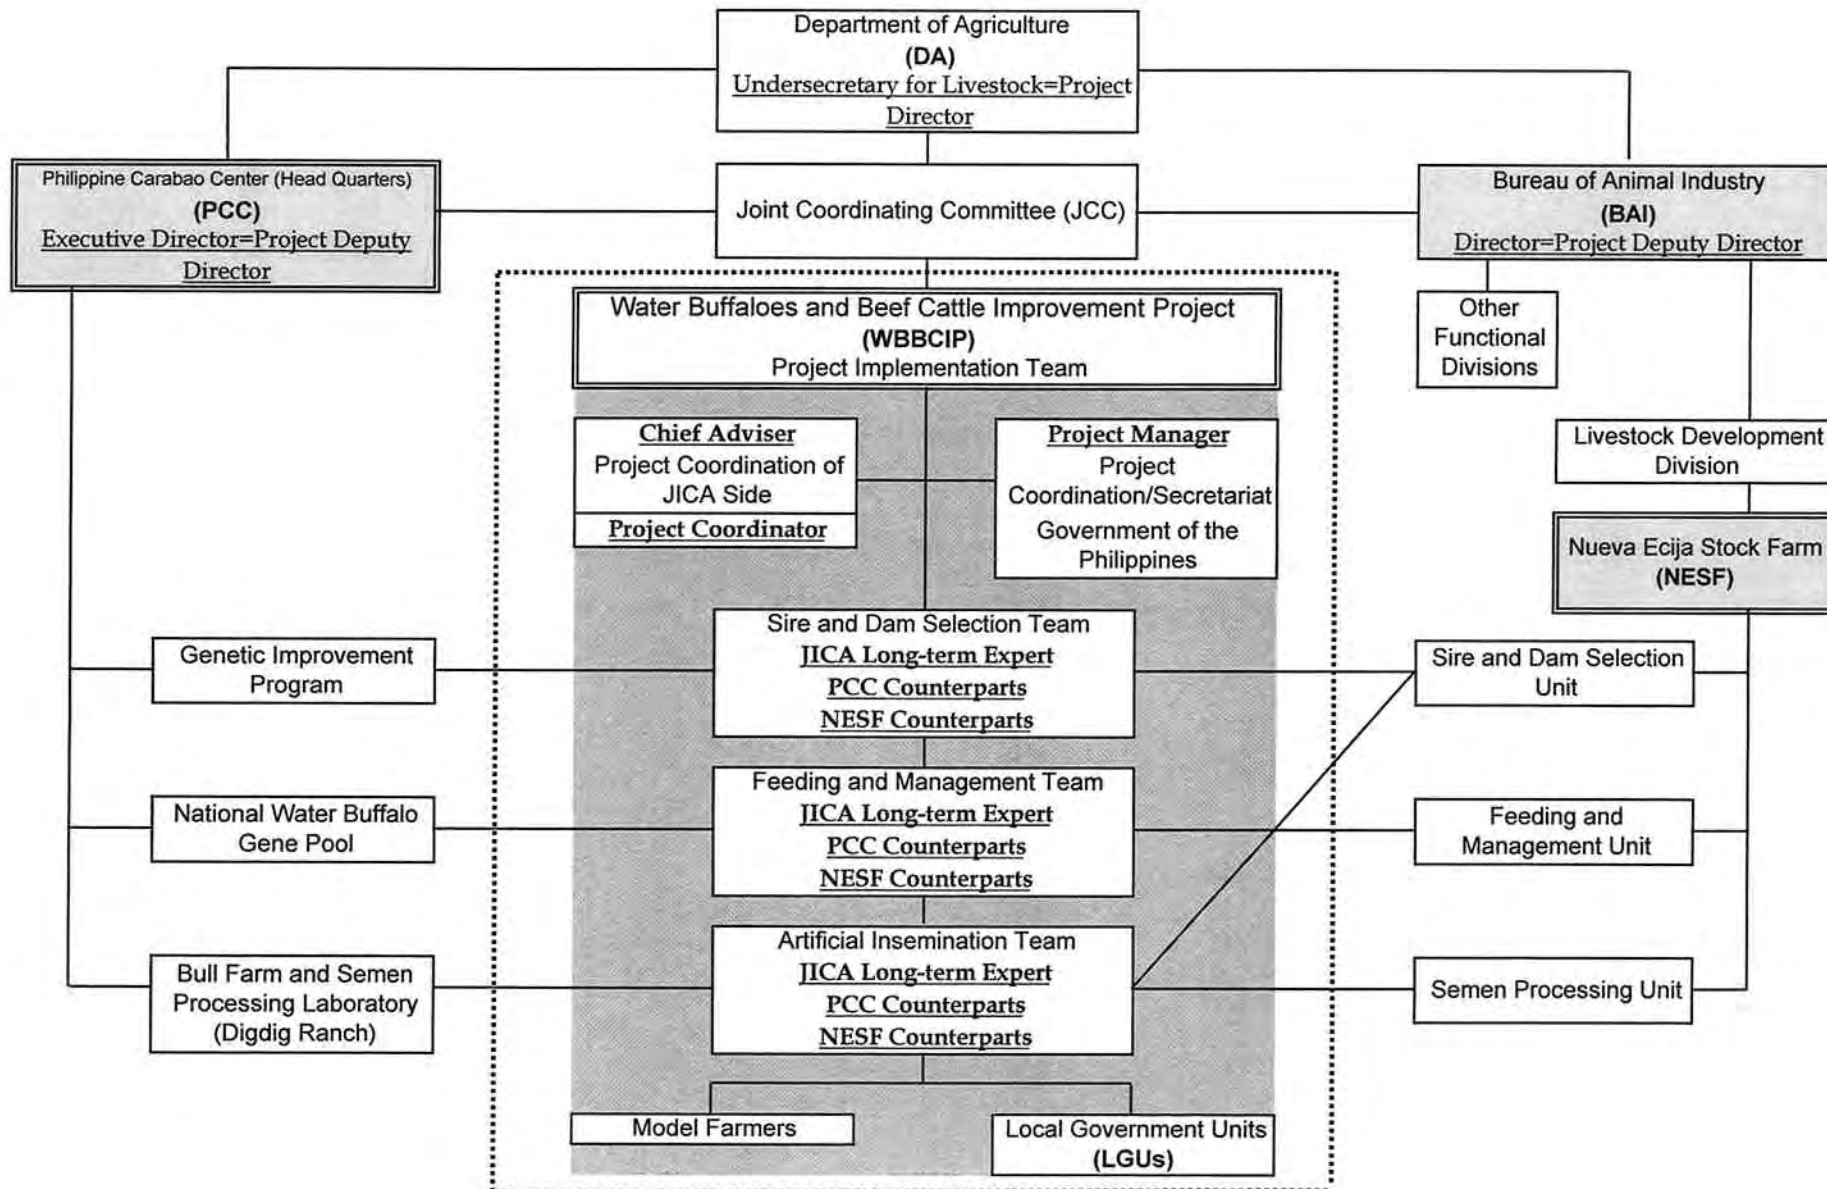 Department of Agriculture
(DA)
Undersecretary for Livestock=Project
Director
Philippine Carabao Center (Head Quarters)
(PCC)
Executive Director=Project Deputy
Director
Joint Coordinating Committee (JCC)
Bureau of Animal Industry
(BAI)
Director=Project Deputy Director
Water Buffaloes and Beef Cattle Improvement Project
(WBBCIP)
Project Implementation Team
Other
Functional
Divisions
Chief Adviser
Project Coordination of
JICA Side
Project Coordinator
Project Manager
Project
Coordination/Secretariat
Government of the
Philippines
Livestock Development
Division
Nueva Ecija Stock Farm
(NESF)
Genetic Improvement
Program
Sire and Dam Selection Team
JICA Long-term Expert
PCC Counterparts
NESF Counterparts
Sire and Dam Selection
Unit
National Water Buffalo
Gene Pool
Feeding and Management Team
JICA Long-term Expert
PCC Counterparts
NESF Counterparts
Feeding and
Management Unit
Bull Farm and Semen
Processing Laboratory
(Digdig Ranch)
Artificial Insemination Team
JICA Long-term Expert
PCC Counterparts
NESF Counterparts
Semen Processing Unit
Model Farmers
Local Government Units
(LGUs)